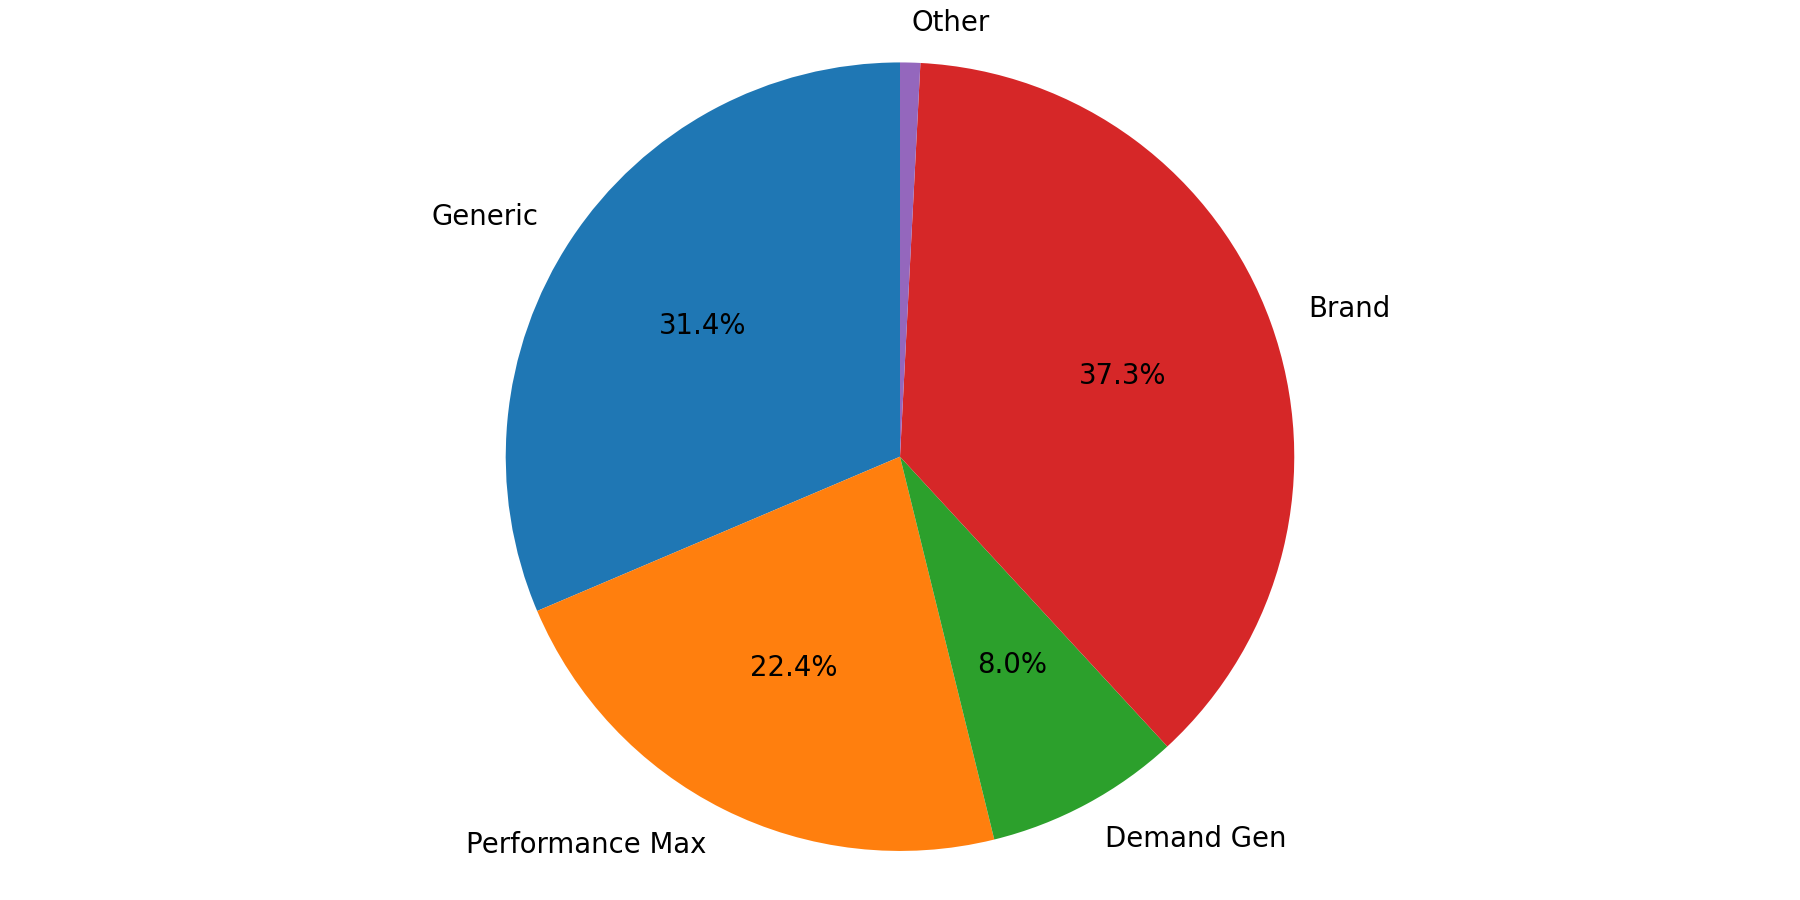 Other
Generic
Brand
31.4%
37.3%
22.4%
8.0%
Performance Max
Demand Gen